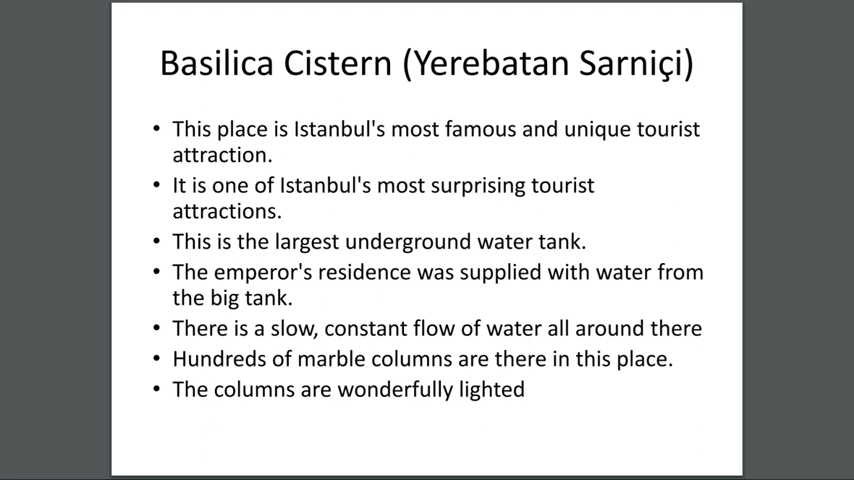 Basilica Cistern (Yerebatan Sarniçi)
• This place is Istanbul's most famous and unique tourist
attraction.
• It is one of Istanbul's most surprising tourist
attractions.
• This is the largest underground water tank.
• The emperor's residence was supplied with water from
the big tank.
• There is a slow, constant flow of water all around there
• Hundreds of marble columns are there in this place.
• The columns are wonderfully lighted